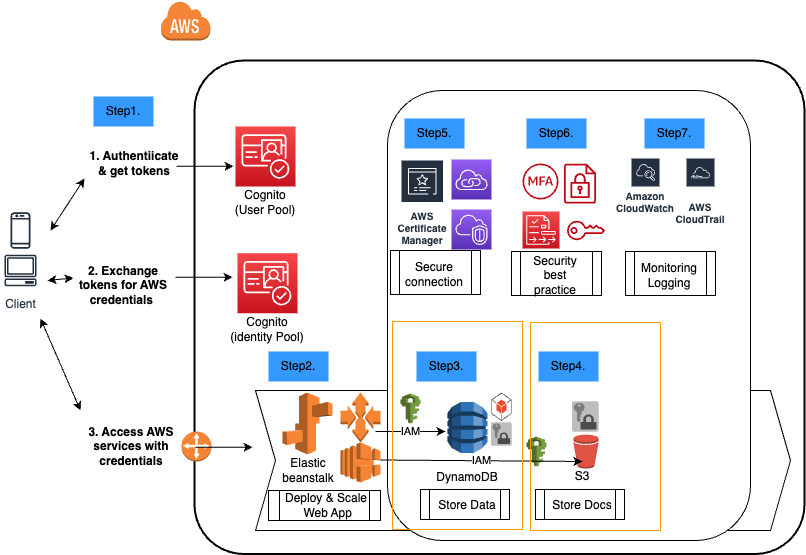 AWS
Step1.
1. Authentiicate
& get tokens
Cognito
(User Pool)
Client
2. Exchange
tokens for AWS
credentials
Cognito
(identity Pool)
3. Access AWS
services with
credentials
Step2.
Elastic
beanstalk
Deploy & Scale
Web App
Step3.
IAM
DynamoDB
Store Data
Step4.
IAM
S3
Store Docs
Step5.
AWS
Certificate
Manager
Secure
connection
Step6.
MFA
Security
best
practice
Step7.
Amazon
CloudWatch
AWS
CloudTrail
Monitoring
Logging